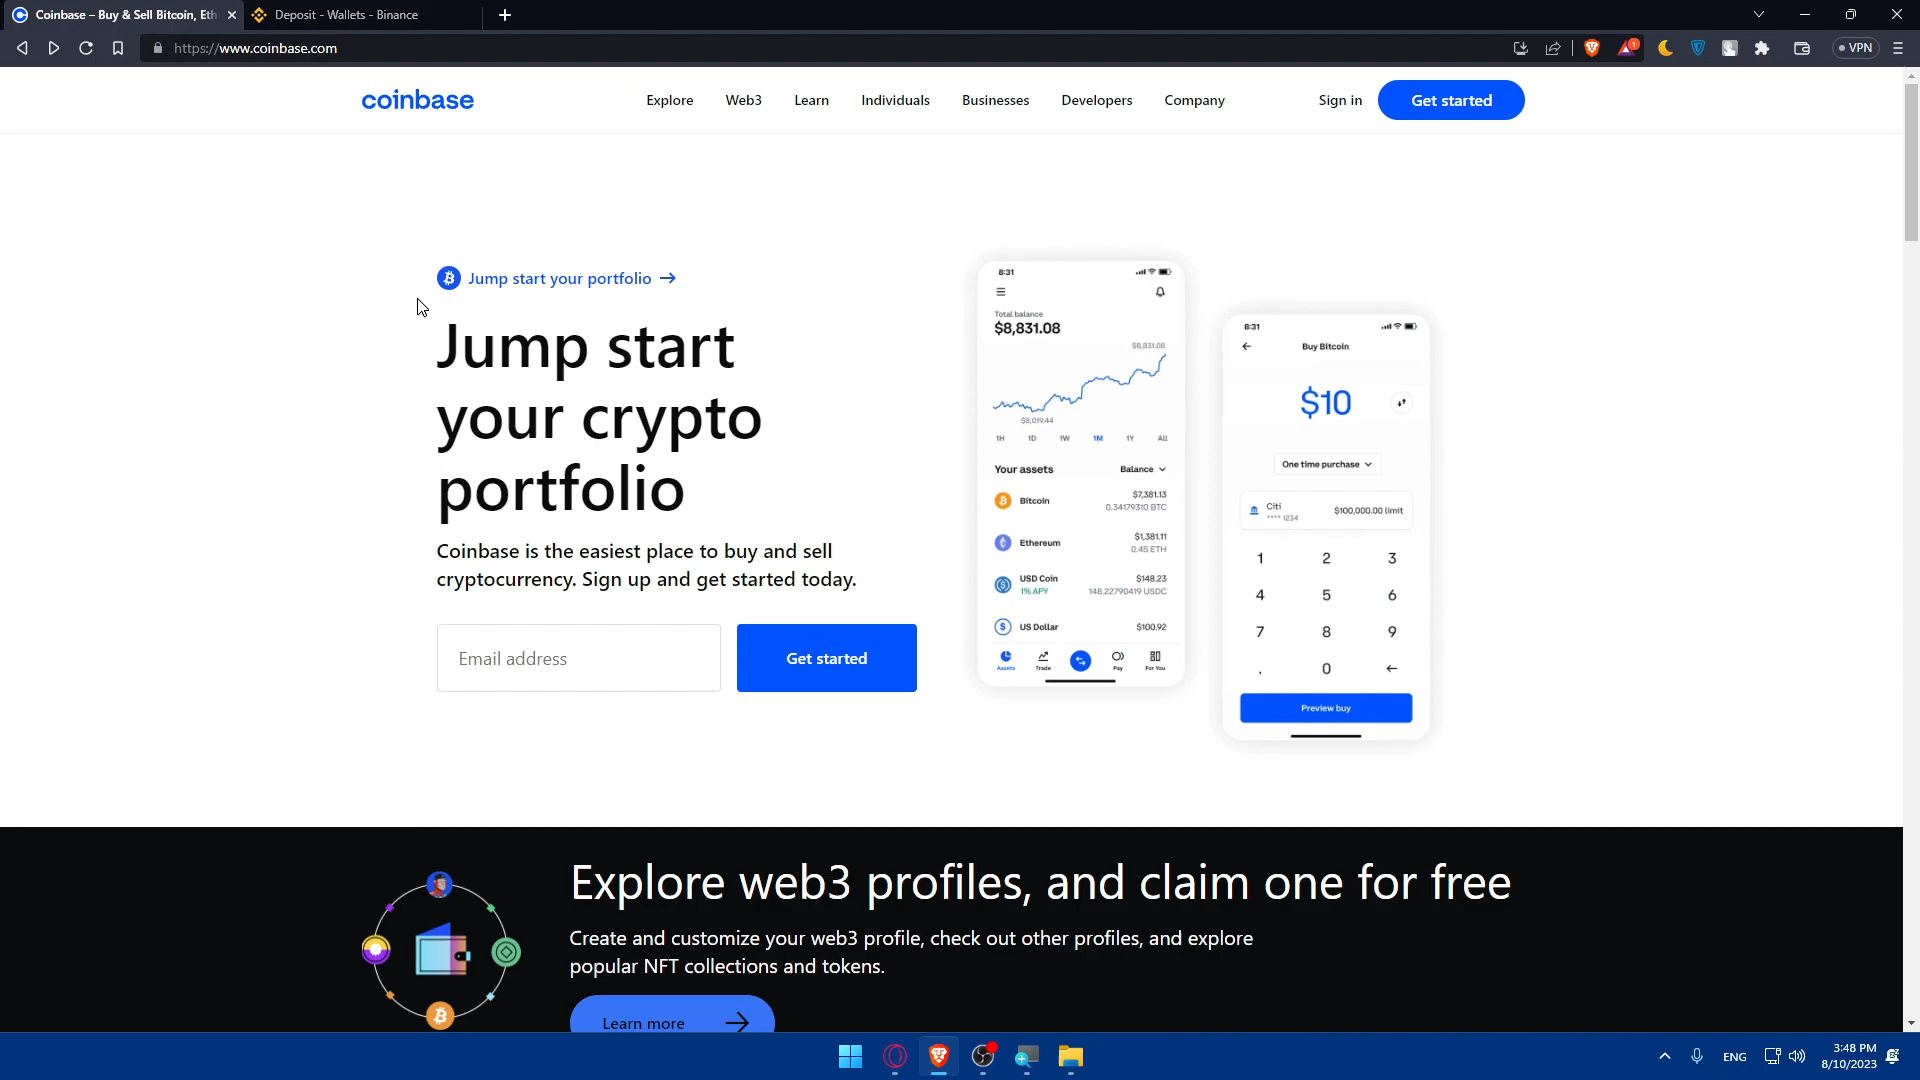 Coinbase – Buy & Sell Bitcoin, Eth
Deposit - Wallets - Binance
https://www.coinbase.com
1
VPN
coinbase
Explore
Web3
Learn
Individuals
Businesses
Developers
Company
Sign in
Get started
Jump start your portfolio
Jump start
your crypto
portfolio
Coinbase is the easiest place to buy and sell
cryptocurrency. Sign up and get started today.
Email address
Get started
8:31
Total balance
$8,831.08
$8,831.08
$8,019.44
1H 1D 1W 1M 1Y All
Your assets
Balance
Bitcoin
$7,381.13
0.34179310 BTC
Ethereum
$1,381.11
0.45 ETH
USD Coin
$148.23
1% APY
148.22790419 USDC
US Dollar
$100.92
Assets
Trade
Pay
For You
8:31
Buy Bitcoin
$10
One time purchase
Citi
**** 1234
$100,000.00 limit
1 2 3
4 5 6
7 8 9
. 0
Preview buy
Explore web3 profiles, and claim one for free
Create and customize your web3 profile, check out other profiles, and explore
popular NFT collections and tokens.
Learn more
ENG
3:48 PM
8/10/2023